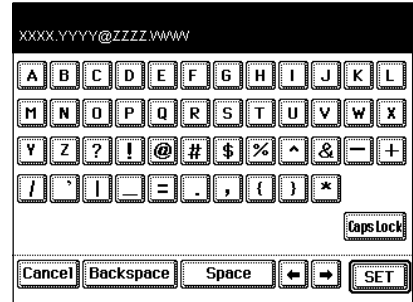 XXXX.YYYY@ZZZZ.WWW
A B C D E F G H I J K L
M N O P Q R S T U V W X
Y Z ? ! @ # $ % ^ & — +
/ ` | _ = . , { } *
Caps Lock
Cancel Backspace Space ← → SET